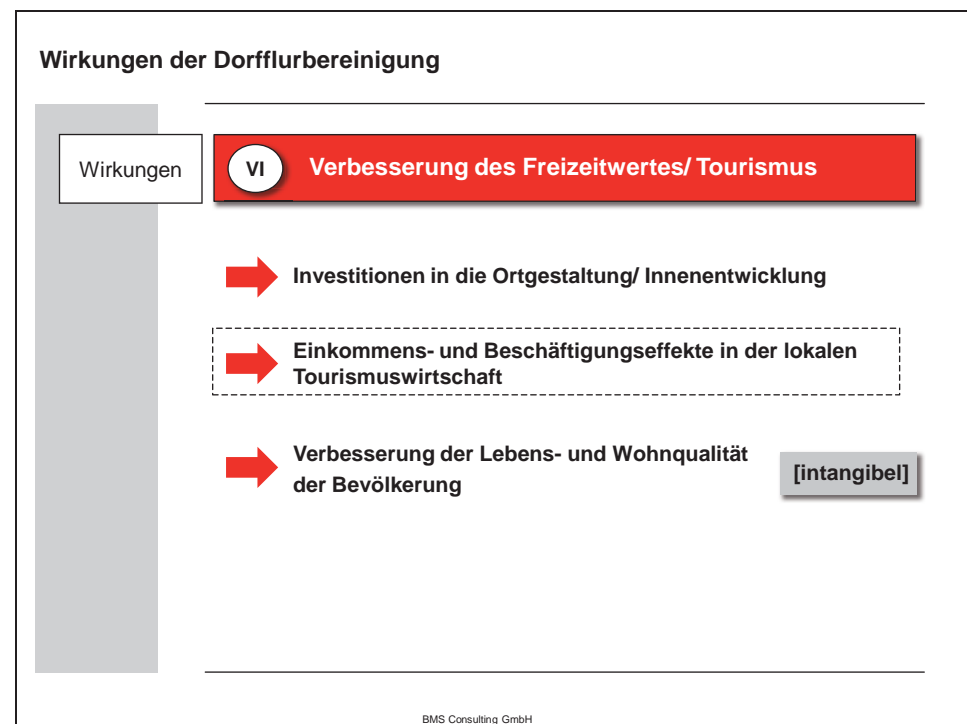 Wirkungen der Dorfflurbereinigung
Wirkungen
VI
Verbesserung des Freizeitwertes/ Tourismus
Investitionen in die Ortgestaltung/ Innenentwicklung
Einkommens- und Beschäftigungseffekte in der lokalen
Tourismuswirtschaft
Verbesserung der Lebens- und Wohnqualität
der Bevölkerung
[intangibel]
BMS Consulting GmbH